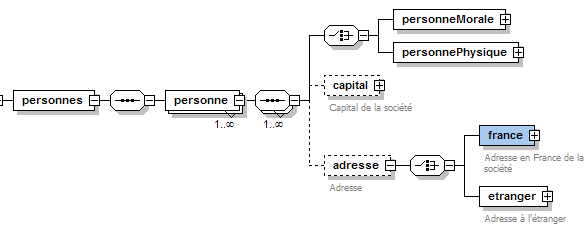 personneMorale
personnePhysique
personnes
personne
1..∞
1..∞
capital
Capital de la société
france
Adresse en France de la
société
adresse
Adresse
etranger
Adresse à l'étranger